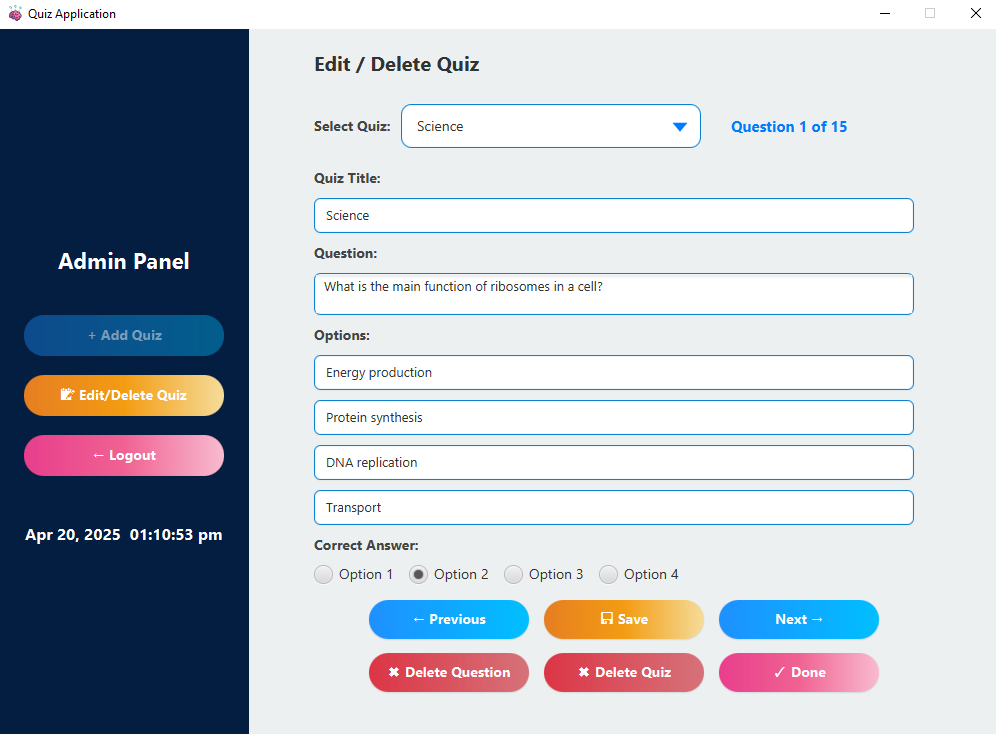 Quiz Application
Admin Panel
+ Add Quiz
Edit/Delete Quiz
← Logout
Apr 20, 2025 01:10:53 pm
Edit / Delete Quiz
Select Quiz: Science Question 1 of 15
Quiz Title:
Science
Question:
What is the main function of ribosomes in a cell?
Options:
Energy production
Protein synthesis
DNA replication
Transport
Correct Answer:
Option 1 Option 2 Option 3 Option 4
← Previous Save Next →
✖ Delete Question ✖ Delete Quiz ✓ Done